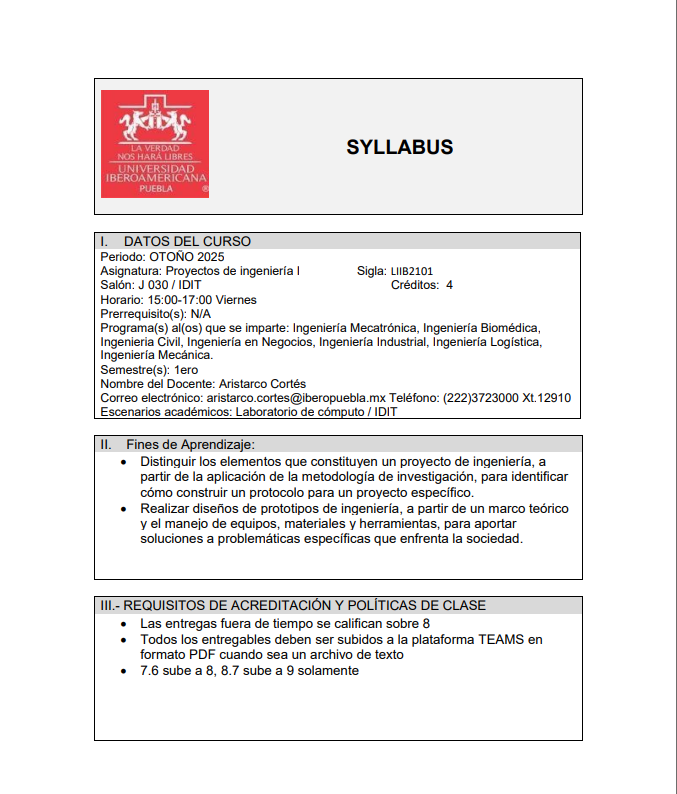 LA VERDAD
NOS HARÁ LIBRES
UNIVERSIDAD
IBEROAMERICANA
PUEBLA ®
SYLLABUS
I. DATOS DEL CURSO
Periodo: OTOÑO 2025
Asignatura: Proyectos de ingeniería I Sigla: LIIB2101
Salón: J 030 / IDIT Créditos: 4
Horario: 15:00-17:00 Viernes
Prerrequisito(s): N/A
Programa(s) al(os) que se imparte: Ingeniería Mecatrónica, Ingeniería Biomédica,
Ingenieria Civil, Ingeniería en Negocios, Ingeniería Industrial, Ingeniería Logística,
Ingeniería Mecánica.
Semestre(s): 1ero
Nombre del Docente: Aristarco Cortés
Correo electrónico: aristarco.cortes@iberopuebla.mx Teléfono: (222)3723000 Xt.12910
Escenarios académicos: Laboratorio de cómputo / IDIT
II. Fines de Aprendizaje:
• Distinguir los elementos que constituyen un proyecto de ingeniería, a
partir de la aplicación de la metodología de investigación, para identificar
cómo construir un protocolo para un proyecto específico.
• Realizar diseños de prototipos de ingeniería, a partir de un marco teórico
y el manejo de equipos, materiales y herramientas, para aportar
soluciones a problemáticas específicas que enfrenta la sociedad.
III.- REQUISITOS DE ACREDITACIÓN Y POLÍTICAS DE CLASE
• Las entregas fuera de tiempo se califican sobre 8
• Todos los entregables deben ser subidos a la plataforma TEAMS en
formato PDF cuando sea un archivo de texto
• 7.6 sube a 8, 8.7 sube a 9 solamente